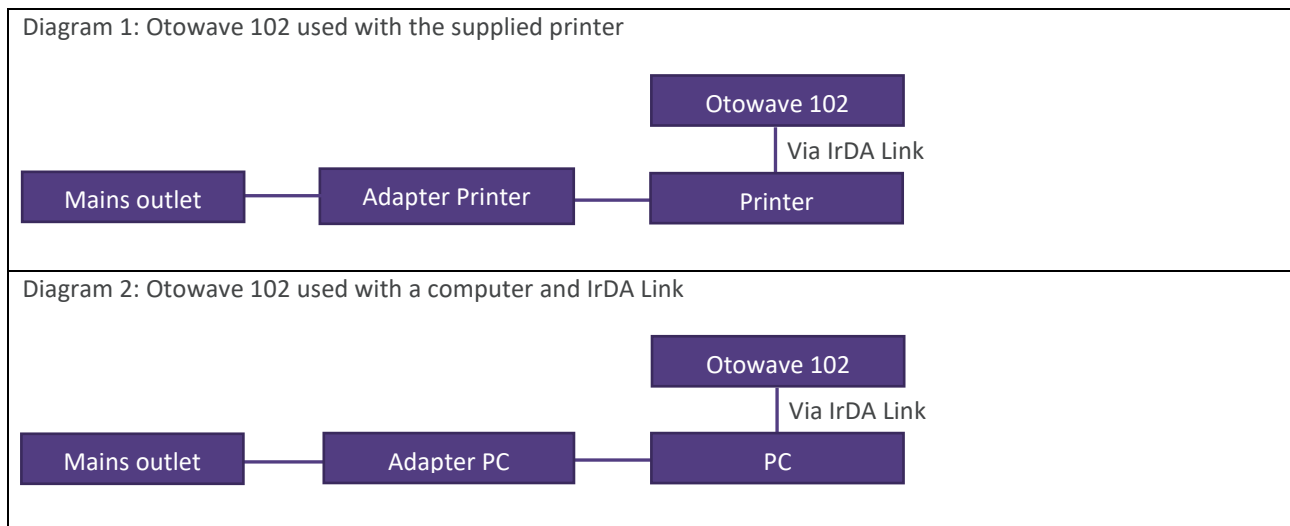 Diagram 1: Otowave 102 used with the supplied printer
Otowave 102
Via IrDA Link
Mains outlet
Adapter Printer
Printer
Diagram 2: Otowave 102 used with a computer and IrDA Link
Otowave 102
Via IrDA Link
Mains outlet
Adapter PC
PC